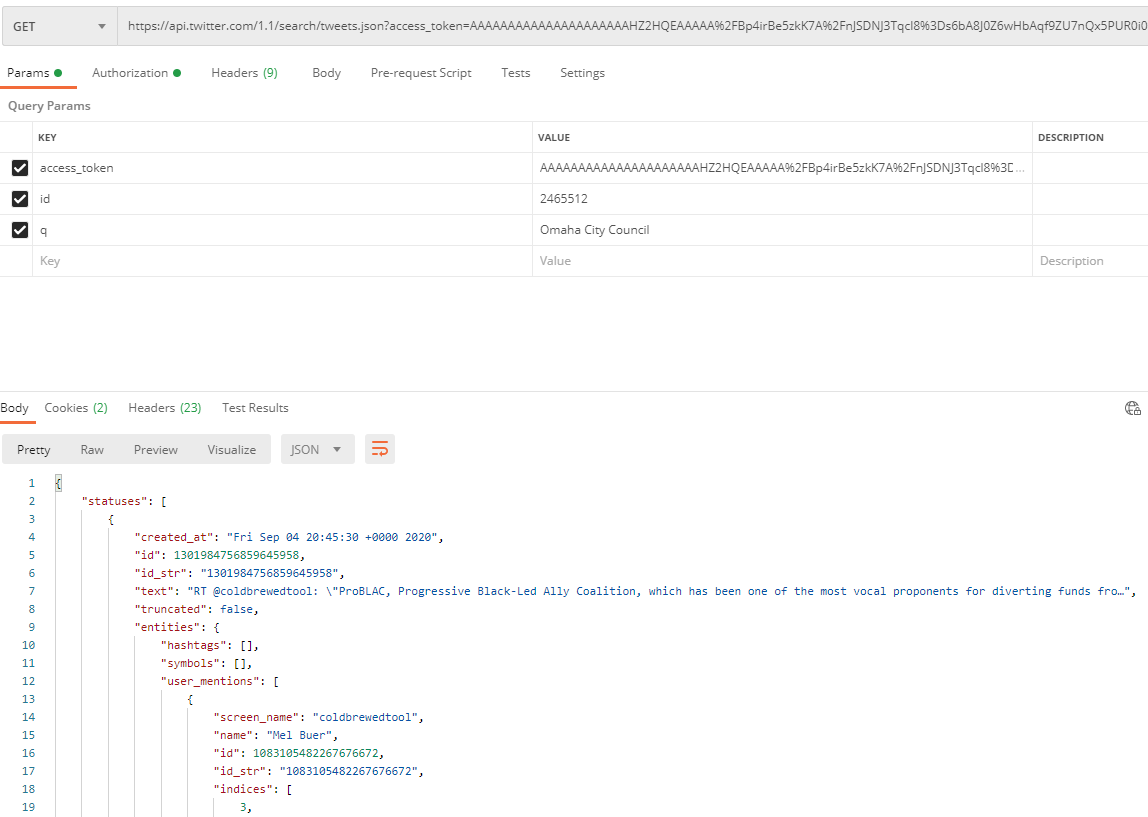 GET https://api.twitter.com/1.1/search/tweets.json?access_token=AAAAAAAAAAAAAAAAAAAAAHZ2HQEAAAAA%2FBp4irBe5zkK7A%2FnJSDNJ3Tqcl8%3Ds6bA8J0Z6wHbAqf9ZU7nQx5PUR0i0
Params Authorization Headers (9) Body Pre-request Script Tests Settings
Query Params
KEY VALUE DESCRIPTION
access_token AAAAAAAAAAAAAAAAAAAAAHZ2HQEAAAAA%2FBp4irBe5zkK7A%2FnJSDNJ3Tqcl8%3D...
id 2465512
q Omaha City Council
Key Value Description
Body Cookies (2) Headers (23) Test Results
Pretty Raw Preview Visualize JSON
1 {
2 "statuses": [
3 {
4 "created_at": "Fri Sep 04 20:45:30 +0000 2020",
5 "id": 1301984756859645958,
6 "id_str": "1301984756859645958",
7 "text": "RT @coldbrewedtool: \"ProBLAC, Progressive Black-Led Ally Coalition, which has been one of the most vocal proponents for diverting funds fro…",
8 "truncated": false,
9 "entities": {
10 "hashtags": [],
11 "symbols": [],
12 "user_mentions": [
13 {
14 "screen_name": "coldbrewedtool",
15 "name": "Mel Buer",
16 "id": 1083105482267676672,
17 "id_str": "1083105482267676672",
18 "indices": [
19 3,